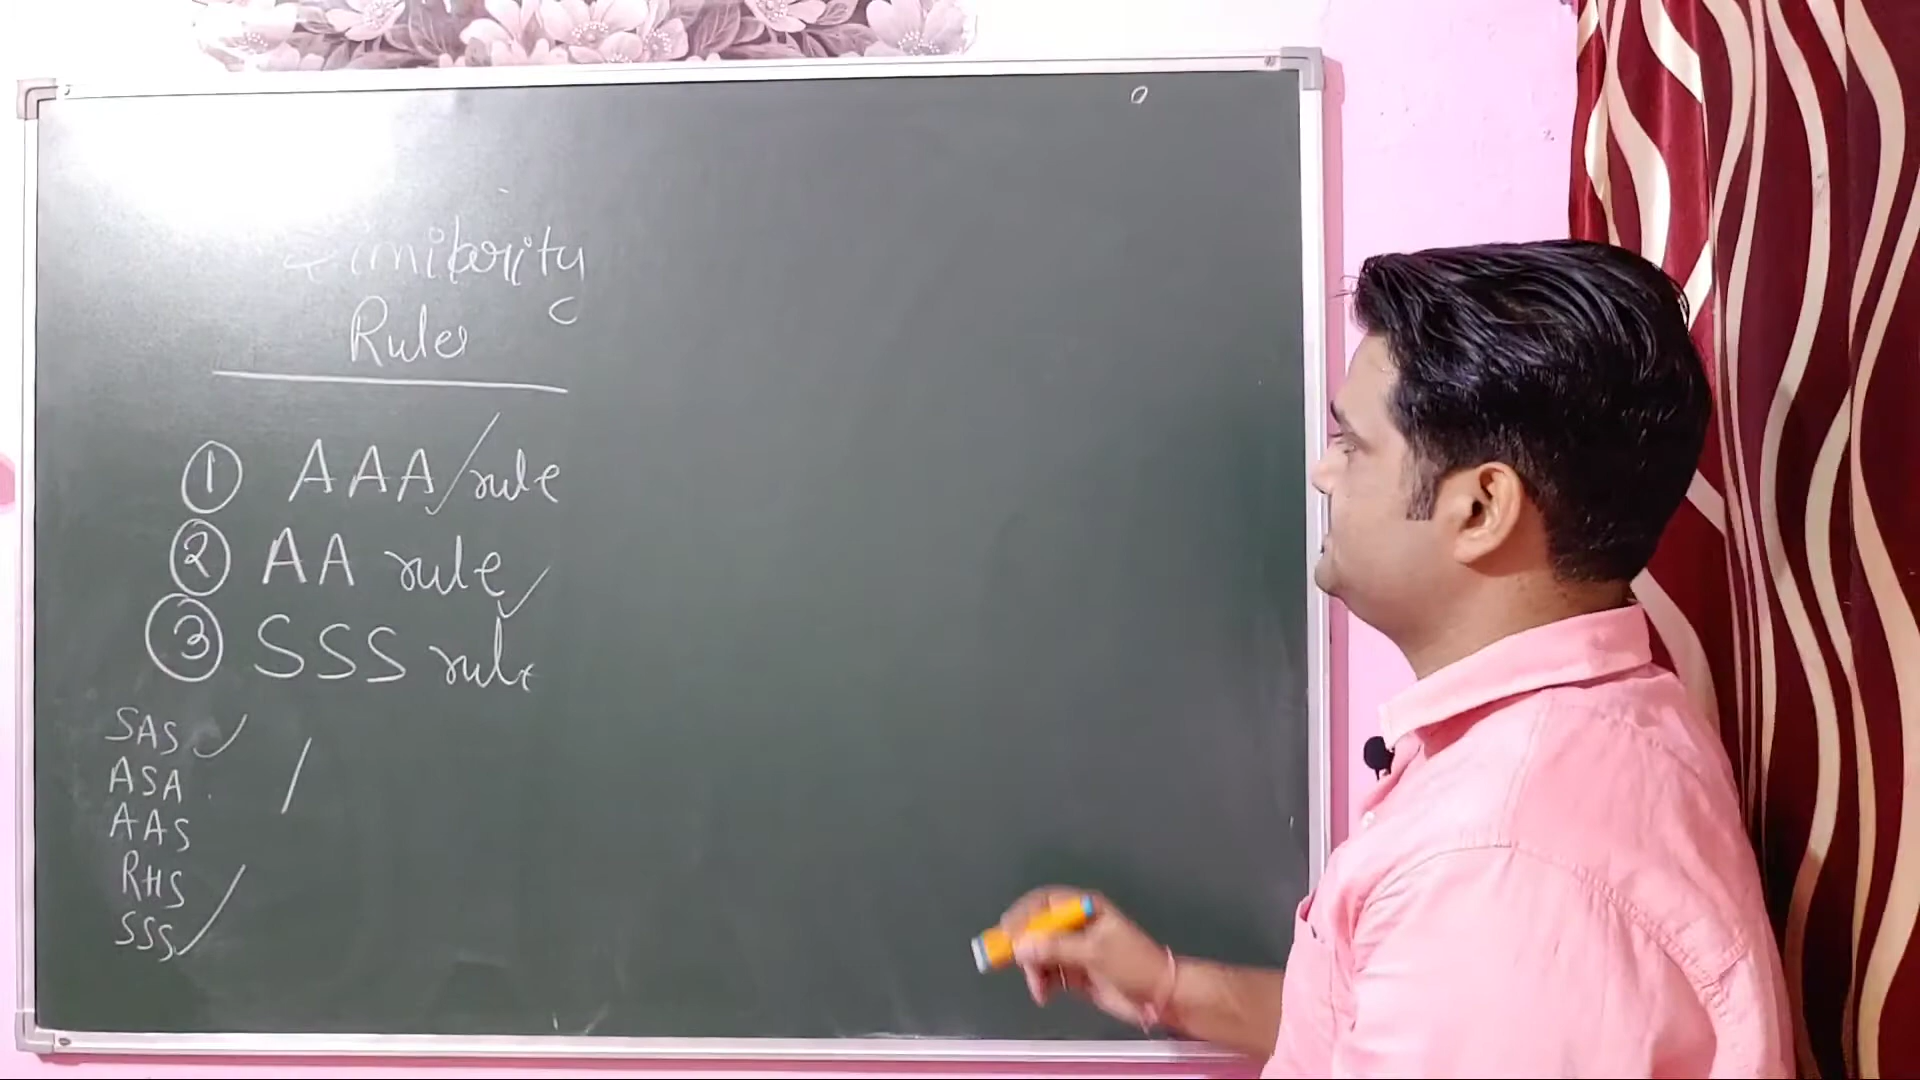 Similarity
Rules
① AAA rule
② AA rule
③ SSS rule
SAS
ASA
AAS
RHS
SSS